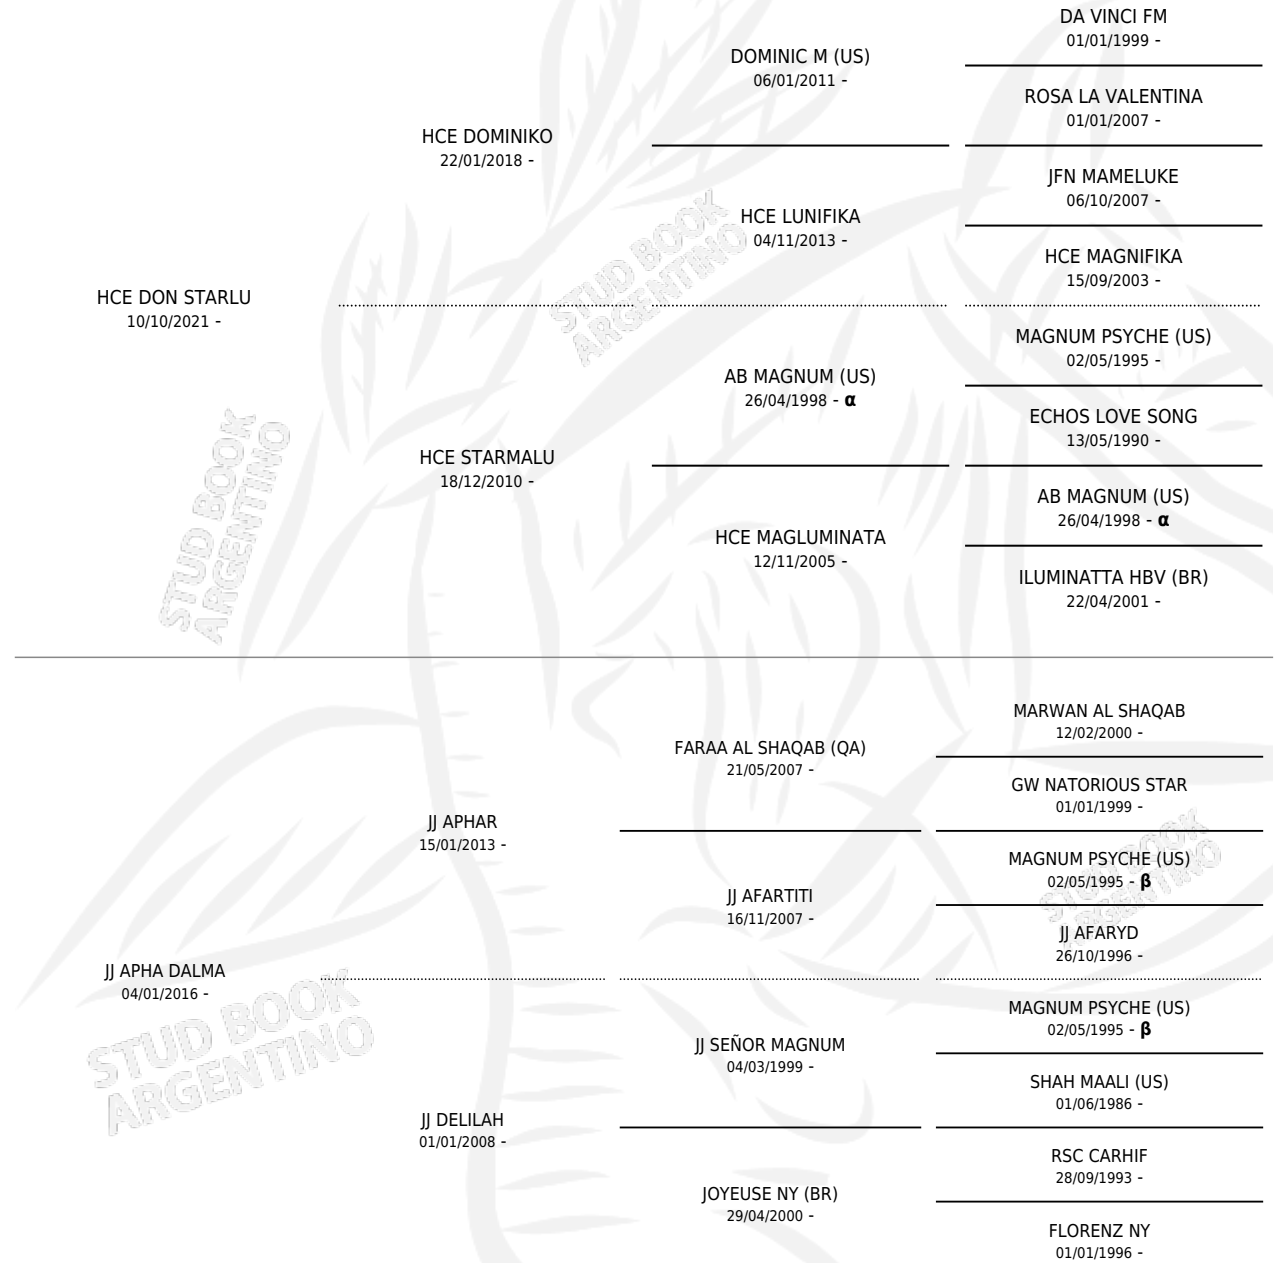 DA VINCI FM
01/01/1999 -
DOMINIC M (US)
06/01/2011 -
ROSA LA VALENTINA
01/01/2007 -
HCE DOMINIKO
22/01/2018 -
JFN MAMELUKE
06/10/2007 -
HCE LUNIFIKA
04/11/2013 -
HCE MAGNIFIKA
15/09/2003 -
HCE DON STARLU
10/10/2021 -
MAGNUM PSYCHE (US)
02/05/1995 -
AB MAGNUM (US)
26/04/1998 - α
ECHOS LOVE SONG
13/05/1990 -
HCE STARMALU
18/12/2010 -
AB MAGNUM (US)
26/04/1998 - α
HCE MAGLUMINATA
12/11/2005 -
ILUMINATTA HBV (BR)
22/04/2001 -
STUD BOOK
ARGENTINO
STUD BOOK
ARGENTINO
MARWAN AL SHAQAB
12/02/2000 -
FARAA AL SHAQAB (QA)
21/05/2007 -
GW NATORIOUS STAR
01/01/1999 -
JJ APHAR
15/01/2013 -
MAGNUM PSYCHE (US)
02/05/1995 - β
JJ AFARTITI
16/11/2007 -
JJ AFARYD
26/10/1996 -
JJ APHA DALMA
04/01/2016 -
MAGNUM PSYCHE (US)
02/05/1995 - β
JJ SEÑOR MAGNUM
04/03/1999 -
SHAH MAALI (US)
01/06/1986 -
JJ DELILAH
01/01/2008 -
RSC CARHIF
28/09/1993 -
JOYEUSE NY (BR)
29/04/2000 -
FLORENZ NY
01/01/1996 -
STUD BOOK
ARGENTINO
STUD BOOK
ARGENTINO